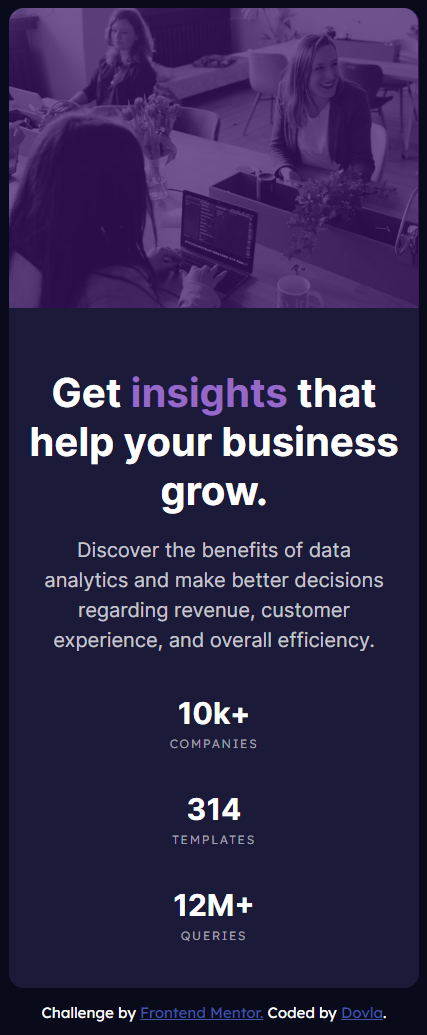 Get insights that
help your business
grow.
Discover the benefits of data
analytics and make better decisions
regarding revenue, customer
experience, and overall efficiency.
10k+
COMPANIES
314
TEMPLATES
12M+
QUERIES
Challenge by Frontend Mentor. Coded by Dovla.